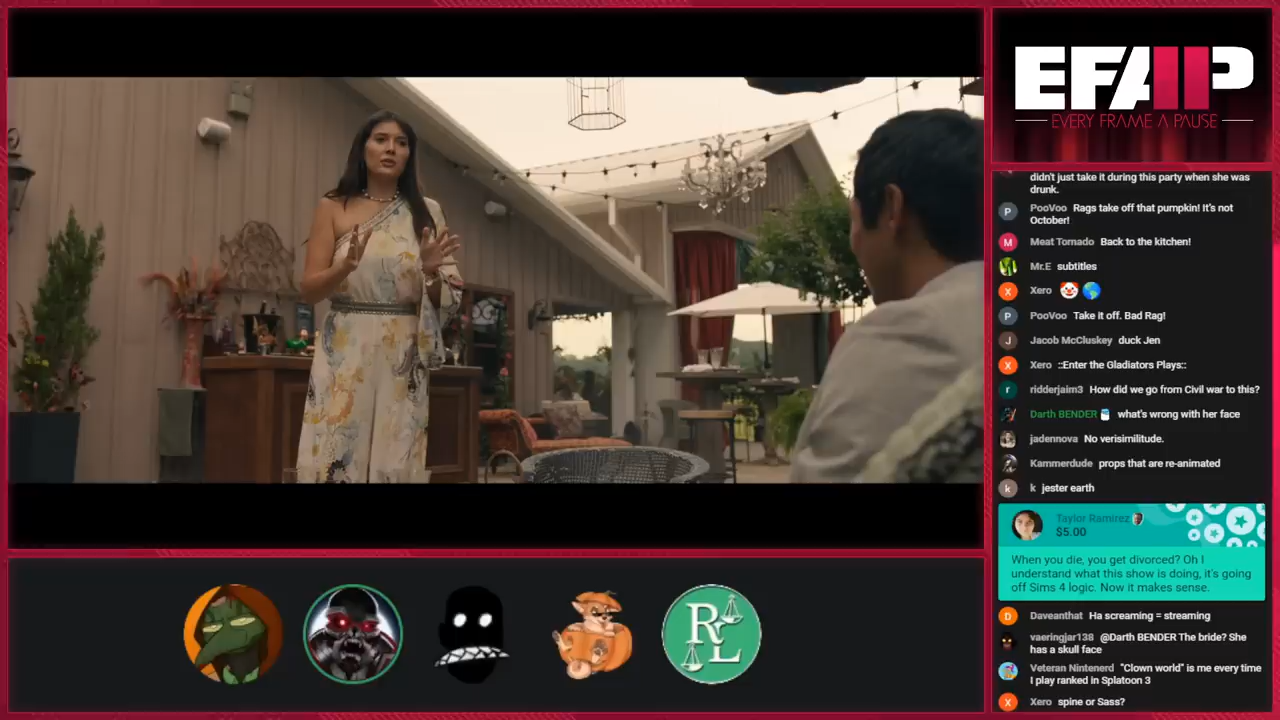 EFAP
EVERY FRAME A PAUSE
didn't just take it during this party when she was
drunk.
P PooVoo Rags take off that pumpkin! It's not
October!
M Meat Tornado Back to the kitchen!
Mr.E subtitles
X Xero 🤡 🌎
P PooVoo Take it off. Bad Rag!
J Jacob McCluskey duck Jen
X Xero ::Enter the Gladiators Plays::
r ridderjaim3 How did we go from Civil war to this?
Darth BENDER what's wrong with her face
jadennova No verisimilitude.
Kammerdude props that are re-animated
k k jester earth
Taylor Ramirez
$5.00
When you die, you get divorced? Oh I
understand what this show is doing, it's going
off Sims 4 logic. Now it makes sense.
D Daveanthat Ha screaming = streaming
vaeringjar138 @Darth BENDER The bride? She
has a skull face
Veteran Nintenerd "Clown world" is me every time
I play ranked in Splatoon 3
X Xero spine or Sass?
RL